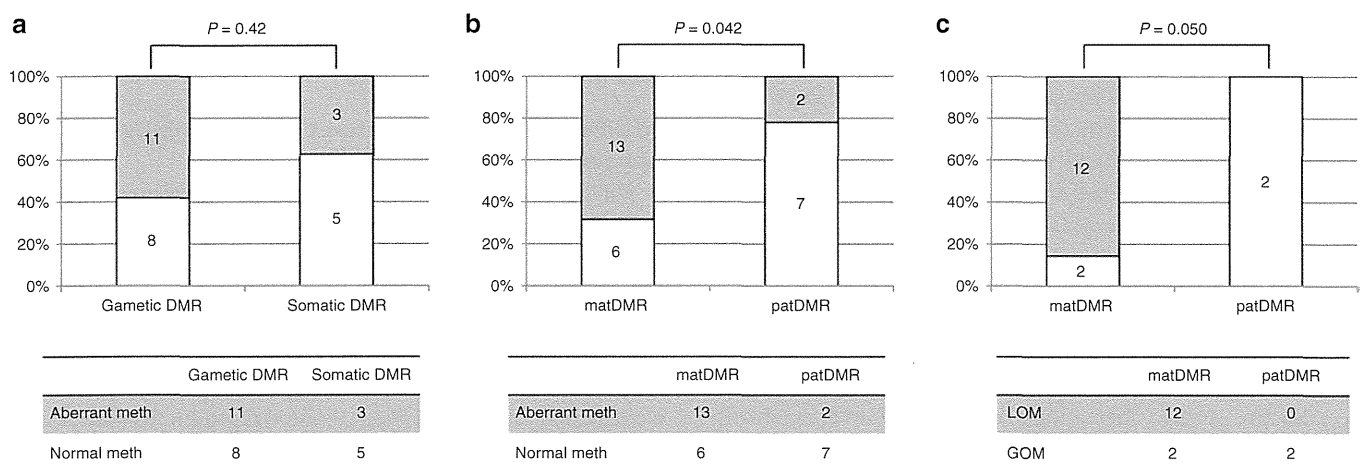 a
P = 0.42
100%
80%
60%
40%
20%
0%
11
8
3
5
Gametic DMR
Somatic DMR
Gametic DMR Somatic DMR
Aberrant meth 11 3
Normal meth 8 5
b
P = 0.042
100%
80%
60%
40%
20%
0%
13
6
2
7
matDMR
patDMR
matDMR patDMR
Aberrant meth 13 2
Normal meth 6 7
c
P = 0.050
100%
80%
60%
40%
20%
0%
12
2
2
matDMR
patDMR
matDMR patDMR
LOM 12 0
GOM 2 2